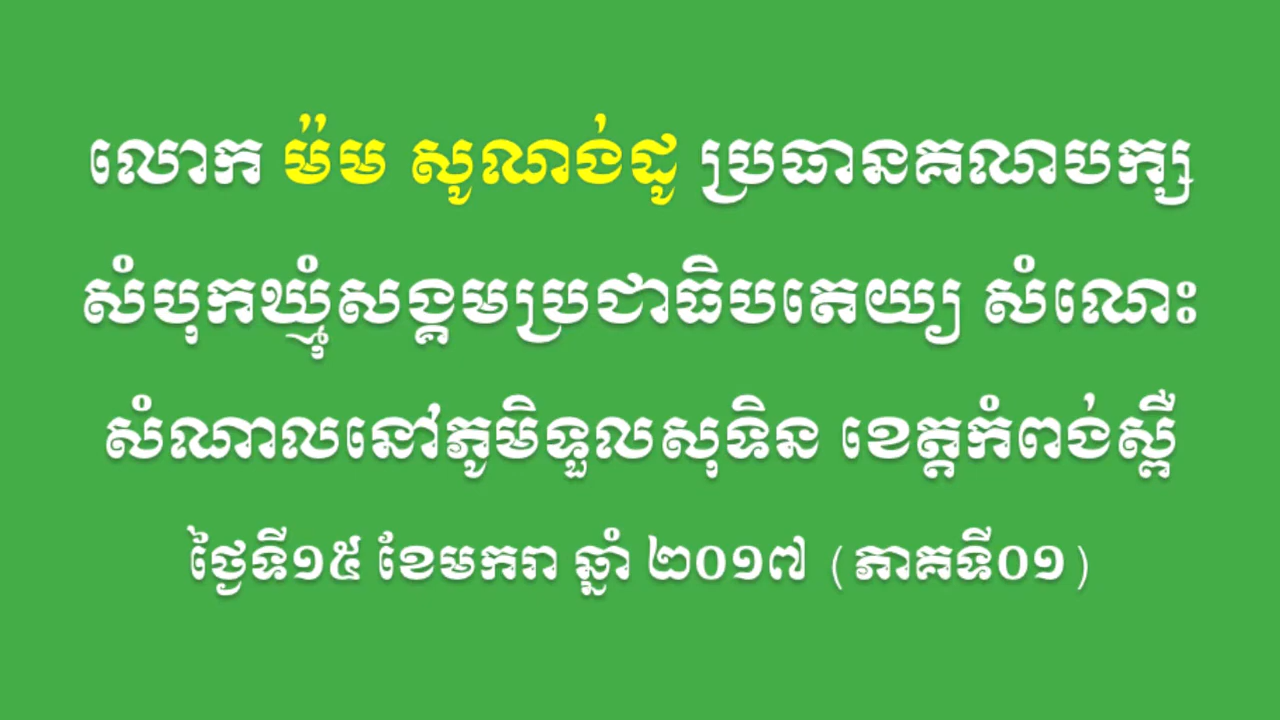 លោក ម៉ម សូណង់ដូ ប្រធានគណបក្ស
សំបុកឃ្មុំសង្គមប្រជាធិបតេយ្យ សំណេះ
សំណាលនៅភូមិទួលសុទិន ខេត្តកំពង់ស្ពឺ
ថ្ងៃទី១៥ ខែមករា ឆ្នាំ ២០១៧ (ភាគទី០១)